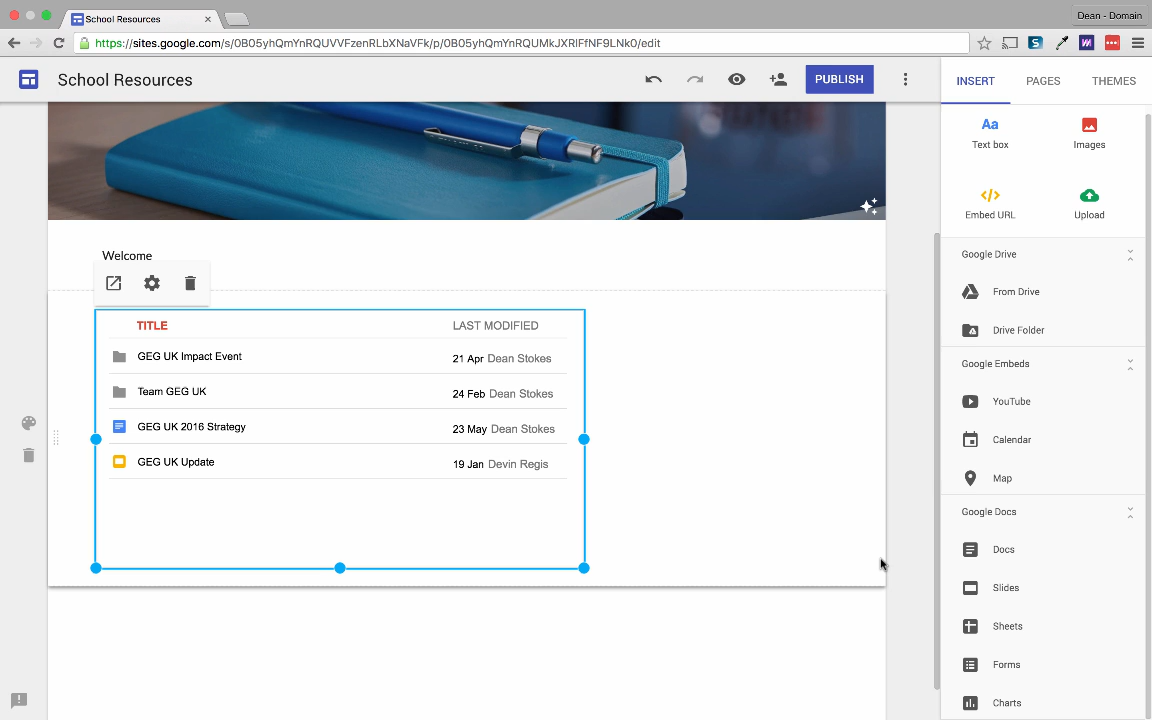 School Resources
Dean - Domain
https://sites.google.com/s/0B05yhQmYnRQUVVFzenRLbXNaVFk/p/0B05yhQmYnRQUMkJXRlFfNF9LNk0/edit
School Resources
PUBLISH
INSERT PAGES THEMES
Aa
Text box Images
Embed URL Upload
Welcome
TITLE LAST MODIFIED
GEG UK Impact Event 21 Apr Dean Stokes
Team GEG UK 24 Feb Dean Stokes
GEG UK 2016 Strategy 23 May Dean Stokes
GEG UK Update 19 Jan Devin Regis
Google Drive
From Drive
Drive Folder
Google Embeds
YouTube
Calendar
Map
Google Docs
Docs
Slides
Sheets
Forms
Charts